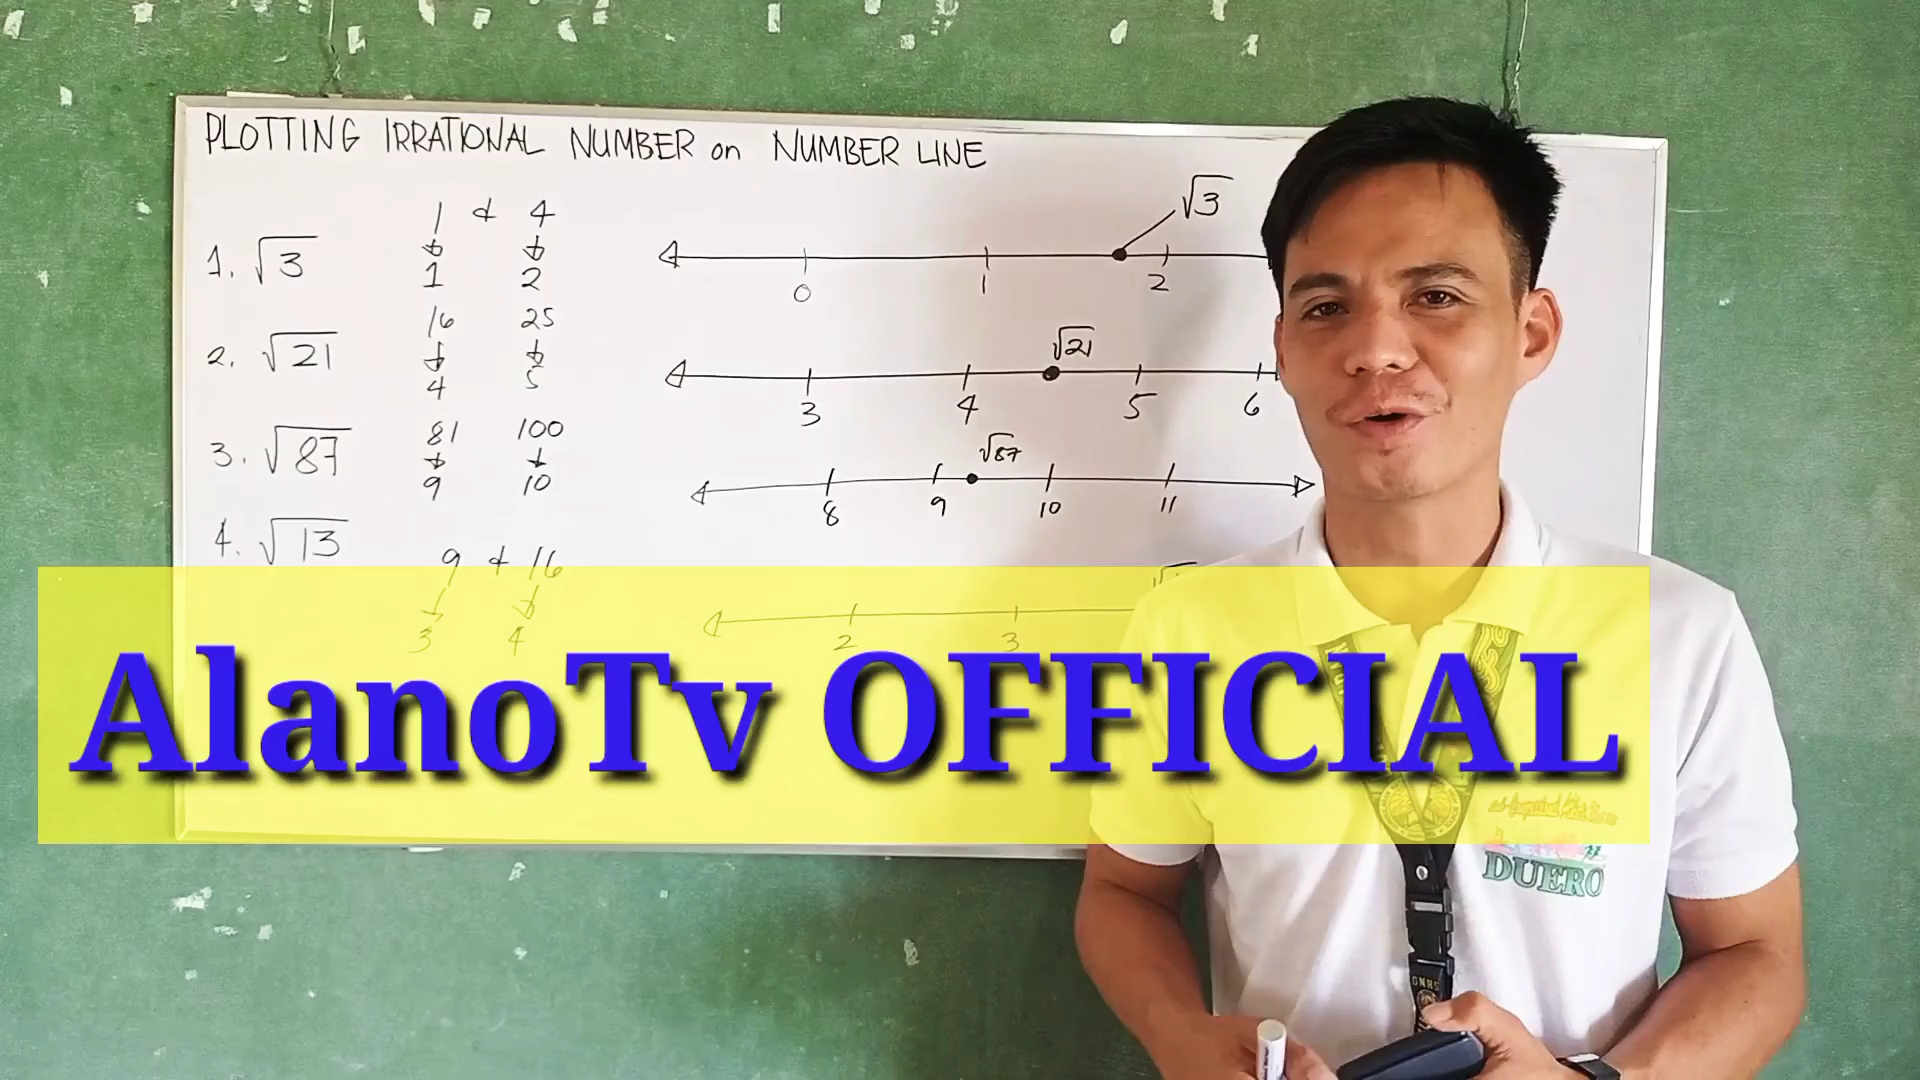 PLOTTING IRRATIONAL NUMBER on NUMBER LINE
1. √3
1 & 4
1 2
√3
0 1 2
2. √21
16 25
4 5
√21
3 4 5 6
3. √87
81 100
9 10
√87
8 9 10 11
4. √13
9 & 16
3 4
2 3
AlanoTv OFFICIAL
DUERO
GNHS